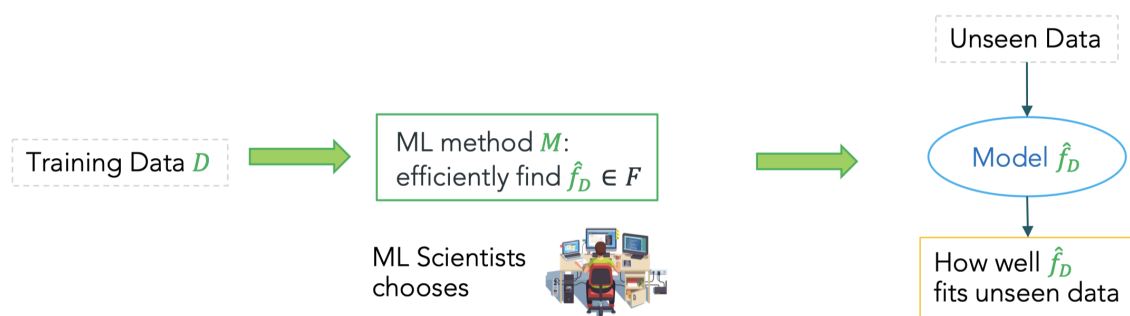 Training Data D
ML method M:
efficiently find f̂_D ∈ F
ML Scientists
chooses
Unseen Data
Model f̂_D
How well f̂_D
fits unseen data